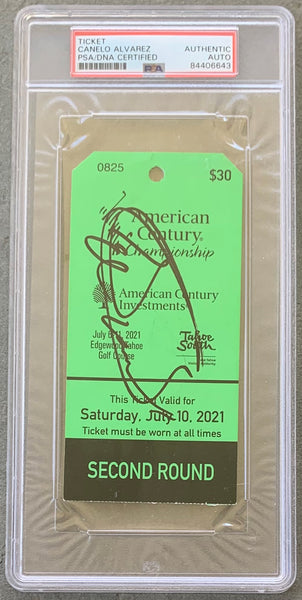 TICKET
CANELO ALVAREZ AUTHENTIC
PSA/DNA CERTIFIED PSA AUTO
84406643
0825 $30
American
Century®
Championship
American Century
Investments®
July 6-11, 2021
Edgewood Tahoe
Golf Course
Tahoe
South
This Ticket Valid for
Saturday, July 10, 2021
Ticket must be worn at all times
SECOND ROUND